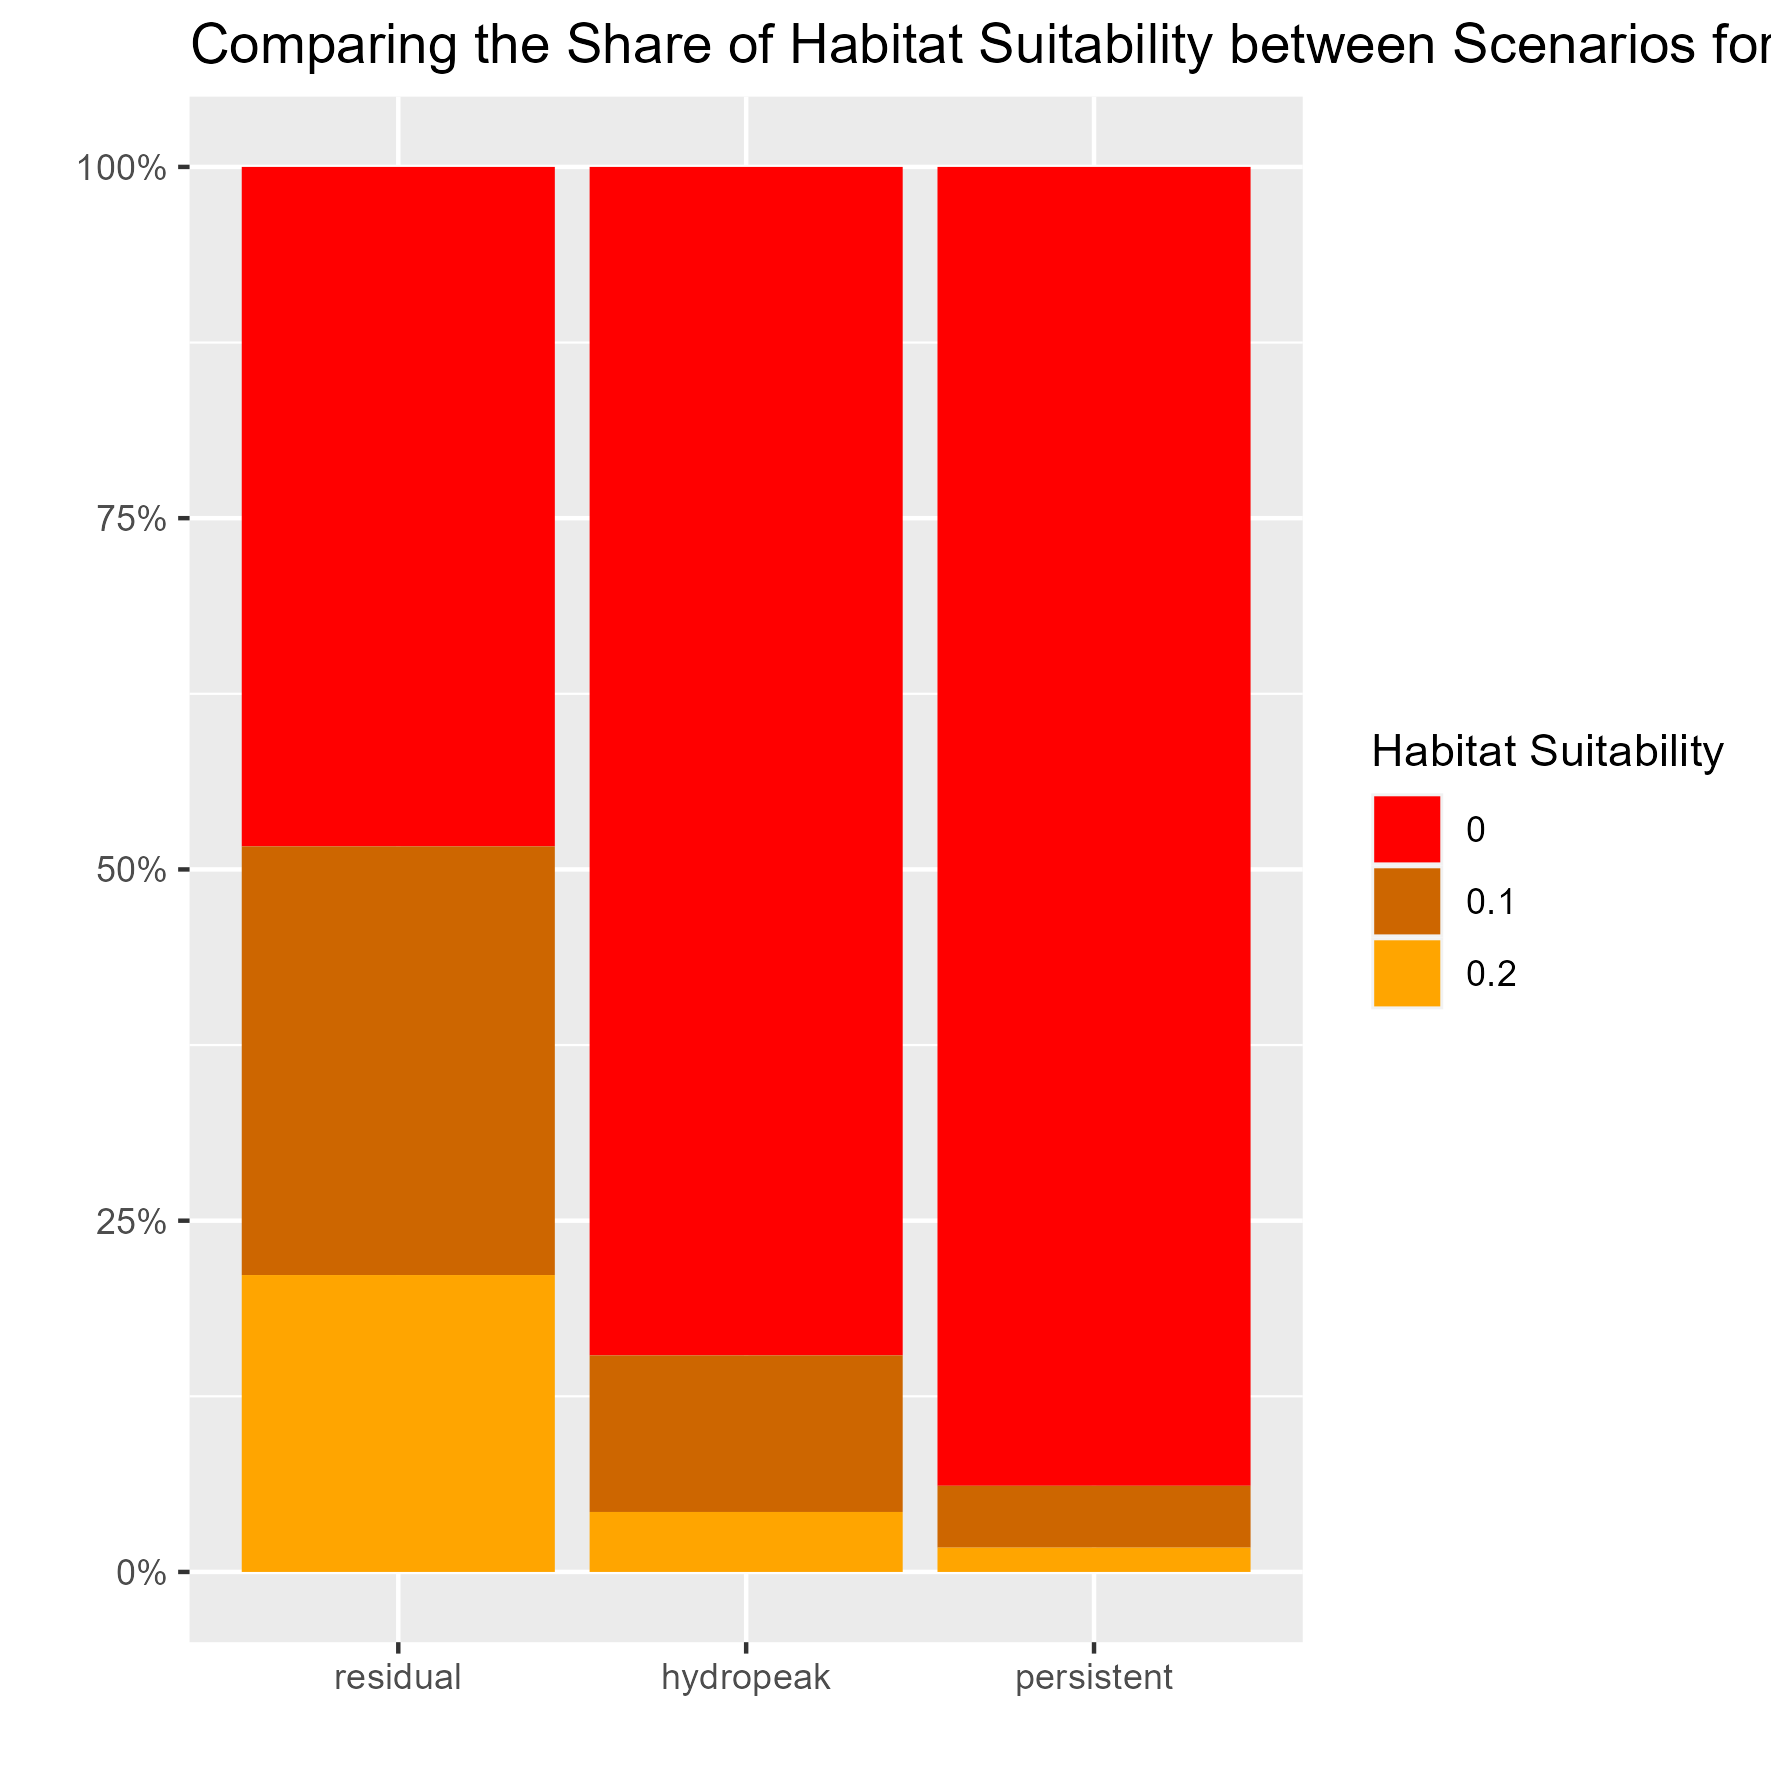 Comparing the Share of Habitat Suitability between Scenarios for
100%
75%
50%
25%
0%
residual
hydropeak
persistent
Habitat Suitability
0
0.1
0.2